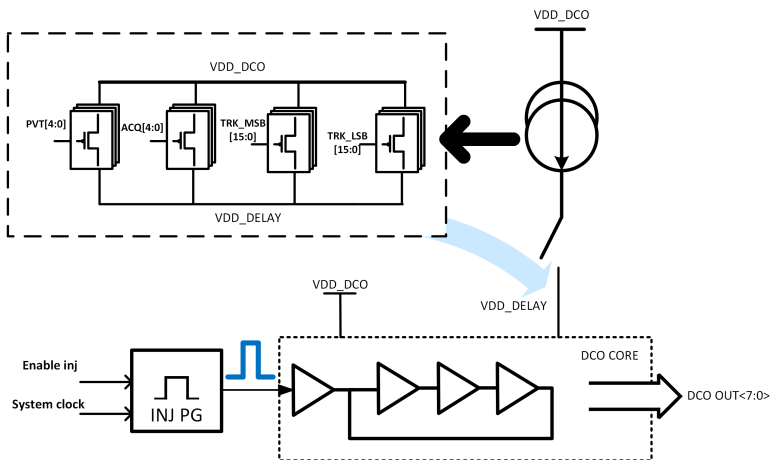 VDD_DCO
VDD_DCO
PVT[4:0]
ACQ[4:0]
TRK_MSB
[15:0]
TRK_LSB
[15:0]
VDD_DELAY
VDD_DCO
VDD_DELAY
DCO CORE
Enable inj
System clock
INJ PG
DCO OUT<7:0>